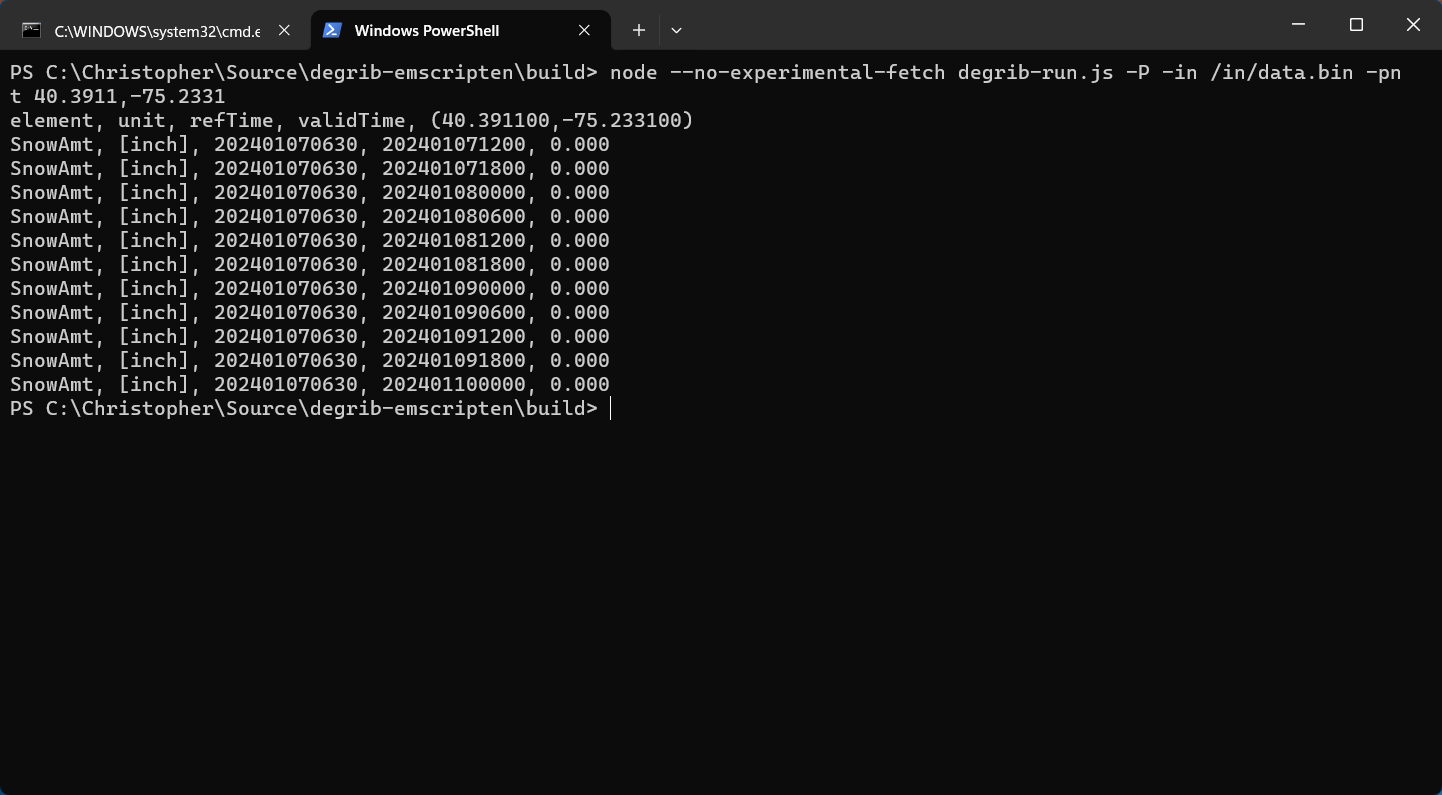 C:\WINDOWS\system32\cmd.e
Windows PowerShell
PS C:\Christopher\Source\degrib-emscripten\build> node --no-experimental-fetch degrib-run.js -P -in /in/data.bin -pn
t 40.3911,-75.2331
element, unit, refTime, validTime, (40.391100,-75.233100)
SnowAmt, [inch], 202401070630, 202401071200, 0.000
SnowAmt, [inch], 202401070630, 202401071800, 0.000
SnowAmt, [inch], 202401070630, 202401080000, 0.000
SnowAmt, [inch], 202401070630, 202401080600, 0.000
SnowAmt, [inch], 202401070630, 202401081200, 0.000
SnowAmt, [inch], 202401070630, 202401081800, 0.000
SnowAmt, [inch], 202401070630, 202401090000, 0.000
SnowAmt, [inch], 202401070630, 202401090600, 0.000
SnowAmt, [inch], 202401070630, 202401091200, 0.000
SnowAmt, [inch], 202401070630, 202401091800, 0.000
SnowAmt, [inch], 202401070630, 202401100000, 0.000
PS C:\Christopher\Source\degrib-emscripten\build>